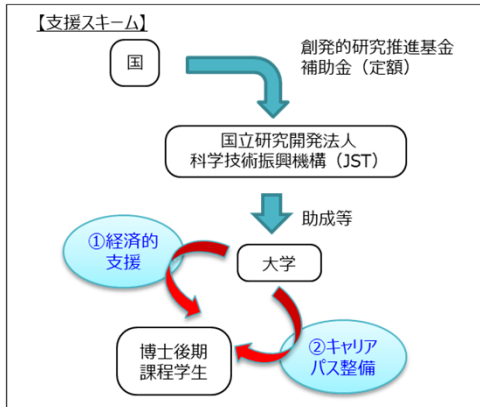 【支援スキーム】
国
創発的研究推進基金
補助金（定額）
国立研究開発法人
科学技術振興機構（JST）
助成等
①経済的
支援
大学
博士後期
課程学生
②キャリア
パス整備